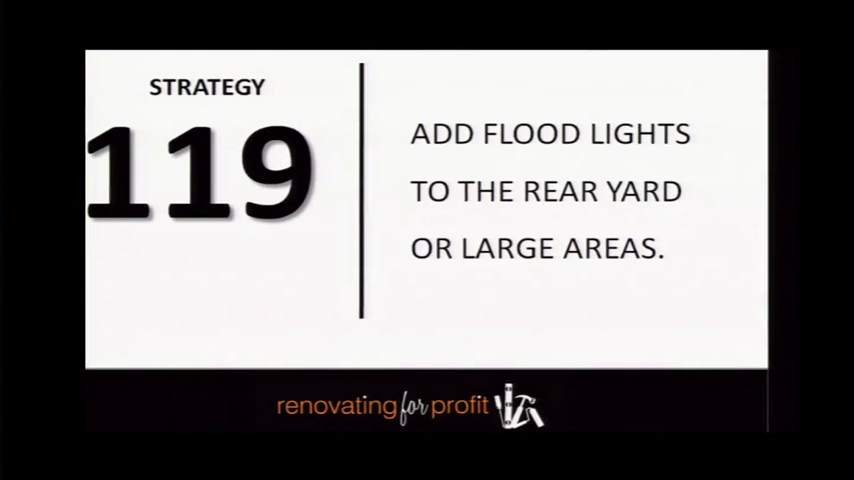 STRATEGY
119
ADD FLOOD LIGHTS
TO THE REAR YARD
OR LARGE AREAS.
renovating for profit